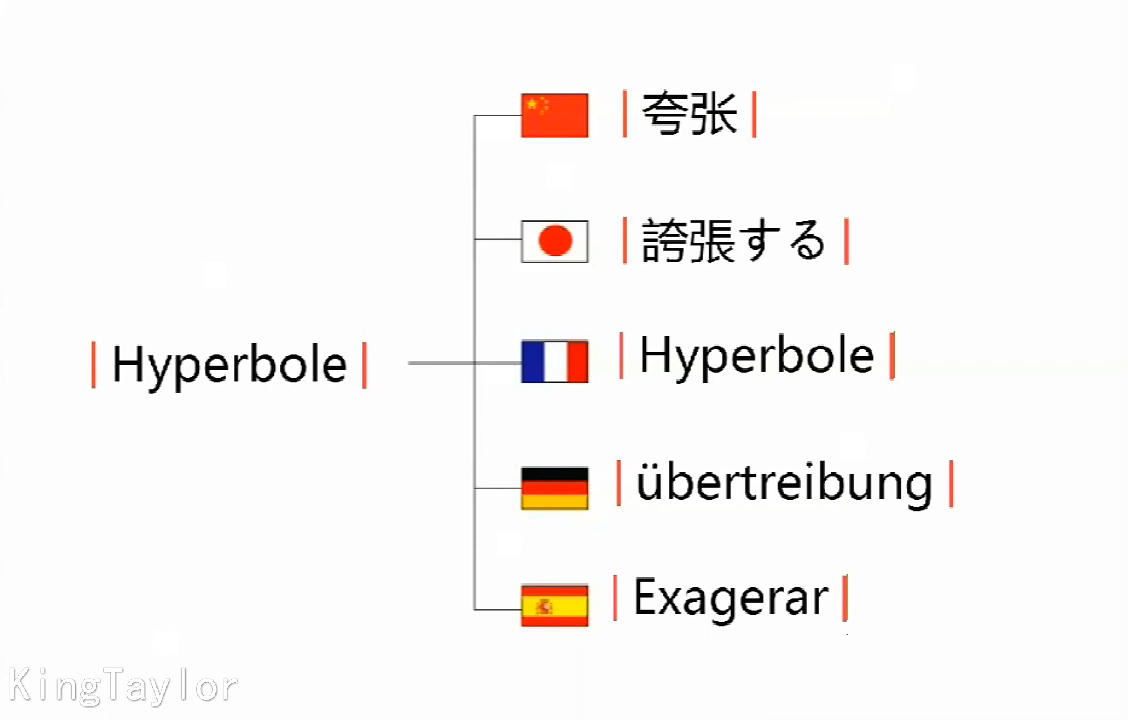 夸张
誇張する
Hyperbole
Hyperbole
übertreibung
Exagerar
KingTaylor